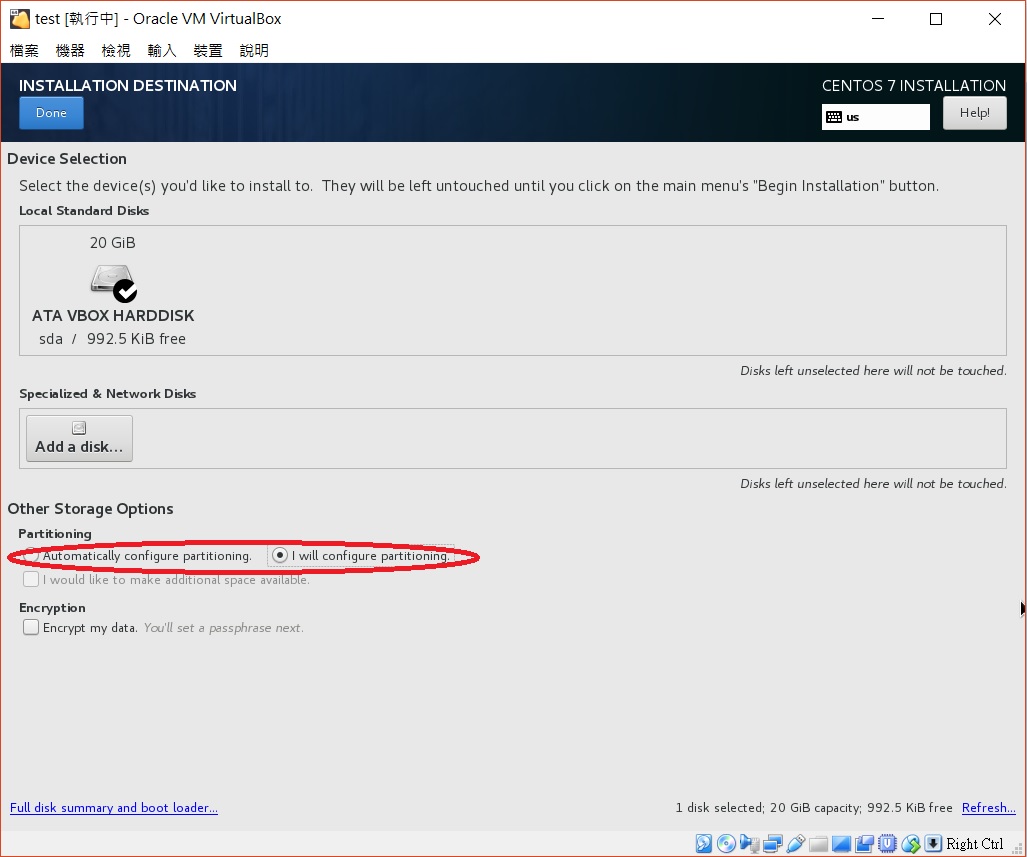 test [執行中] - Oracle VM VirtualBox
檔案 機器 檢視 輸入 裝置 說明
INSTALLATION DESTINATION
CENTOS 7 INSTALLATION
Done
us
Help!
Device Selection
Select the device(s) you'd like to install to. They will be left untouched until you click on the main menu's "Begin Installation" button.
Local Standard Disks
20 GiB
ATA VBOX HARDDISK
sda / 992.5 KiB free
Disks left unselected here will not be touched.
Specialized & Network Disks
Add a disk...
Disks left unselected here will not be touched.
Other Storage Options
Partitioning
Automatically configure partitioning. I will configure partitioning.
I would like to make additional space available.
Encryption
Encrypt my data. You'll set a passphrase next.
Full disk summary and boot loader...
1 disk selected; 20 GiB capacity; 992.5 KiB free Refresh...
Right Ctrl